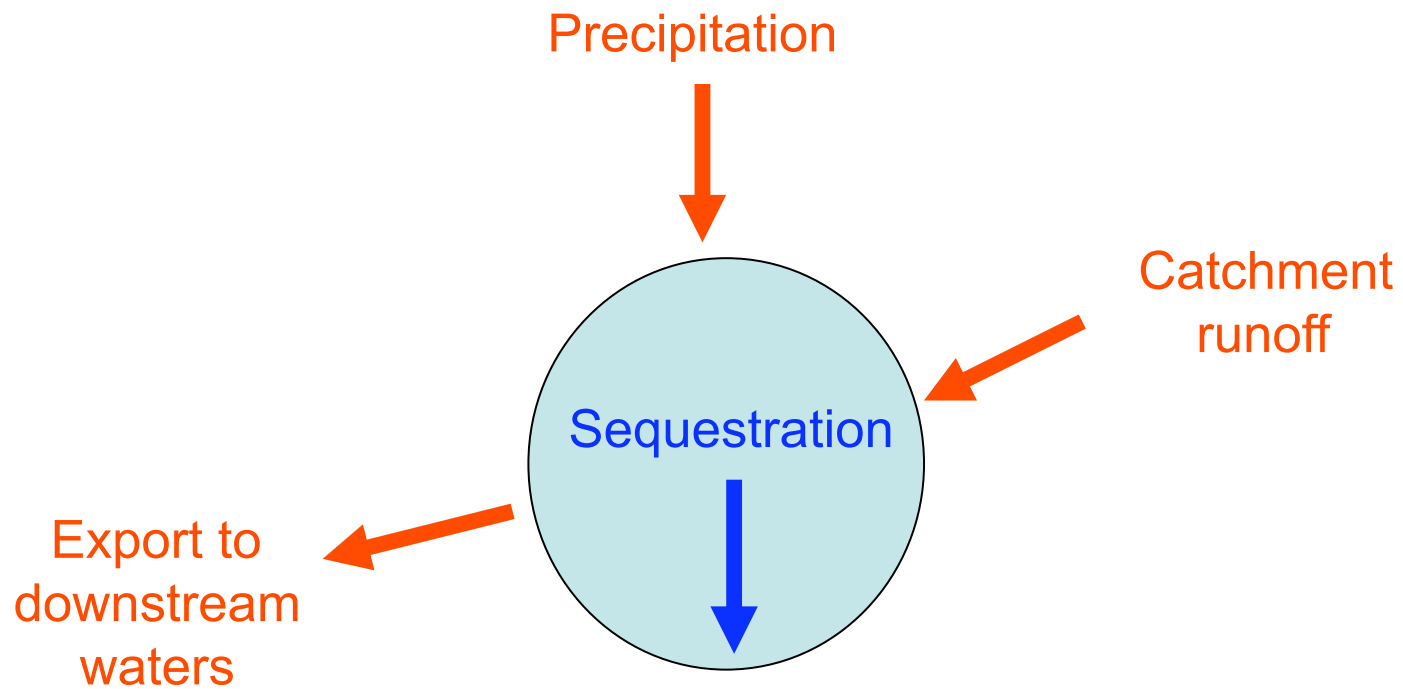 Precipitation
Catchment
runoff
Sequestration
Export to
downstream
waters